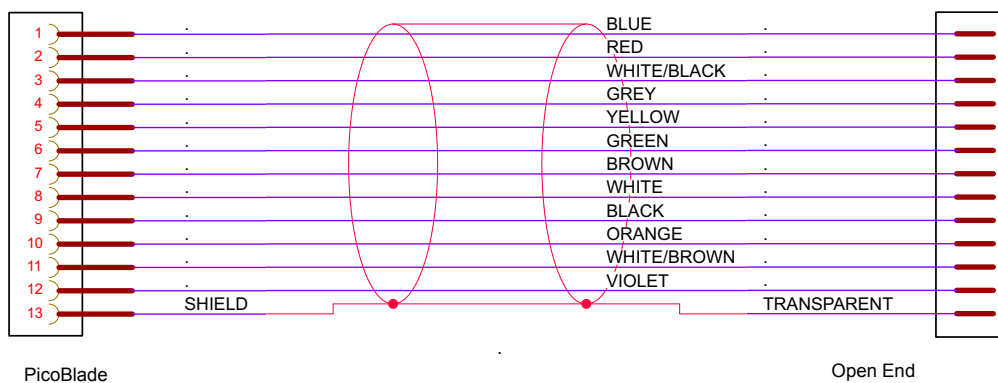 1 BLUE
2 RED
3 WHITE/BLACK
4 GREY
5 YELLOW
6 GREEN
7 BROWN
8 WHITE
9 BLACK
10 ORANGE
11 WHITE/BROWN
12 VIOLET
13 SHIELD TRANSPARENT
PicoBlade Open End